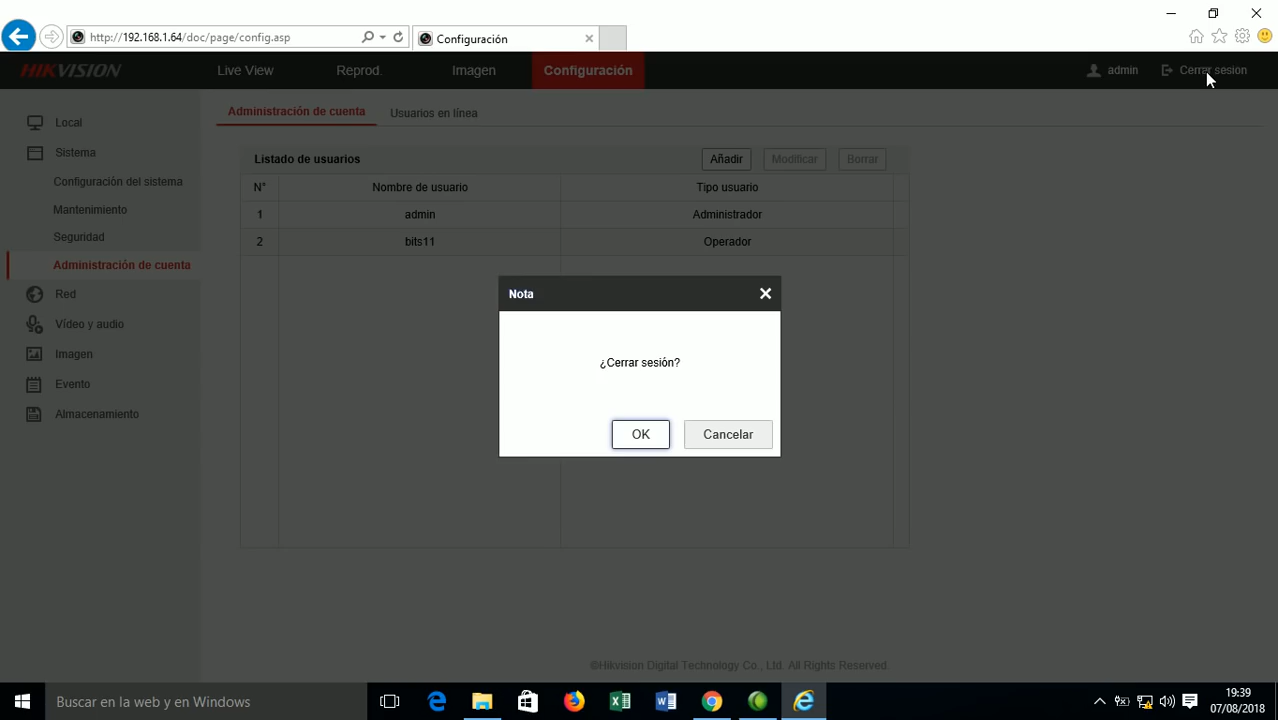 http://192.168.1.64/doc/page/config.asp
Configuración
HIKVISION
Live View
Reprod.
Imagen
Configuración
admin
Cerrar sesion
Local
Sistema
Configuración del sistema
Mantenimiento
Seguridad
Administración de cuenta
Red
Vídeo y audio
Imagen
Evento
Almacenamiento
Administración de cuenta
Usuarios en línea
Listado de usuarios
Añadir
Modificar
Borrar
N° Nombre de usuario Tipo usuario
1 admin Administrador
2 bits11 Operador
Nota
¿Cerrar sesión?
OK
Cancelar
©Hikvision Digital Technology Co., Ltd. All Rights Reserved.
Buscar en la web y en Windows
19:39
07/08/2018